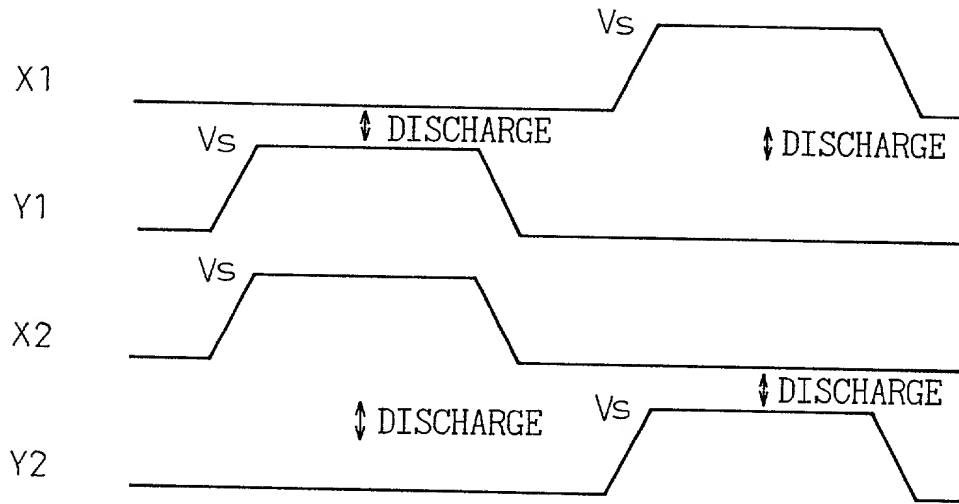 Vs
X1
DISCHARGE
Vs
DISCHARGE
Y1
Vs
X2
DISCHARGE
Vs
DISCHARGE
Y2